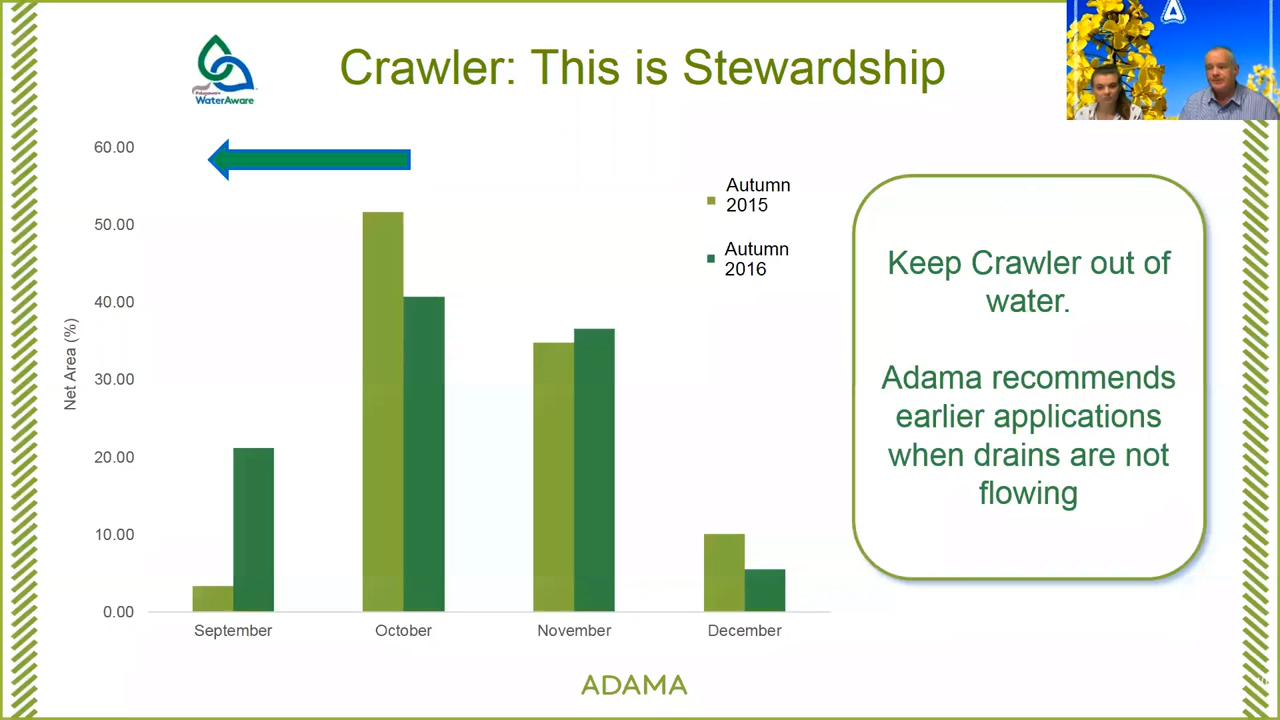 Crawler: This is Stewardship
WaterAware
60.00
50.00
40.00
30.00
20.00
10.00
0.00
Net Area (%)
September
October
November
December
Autumn
2015
Autumn
2016
Keep Crawler out of
water.
Adama recommends
earlier applications
when drains are not
flowing
ADAMA